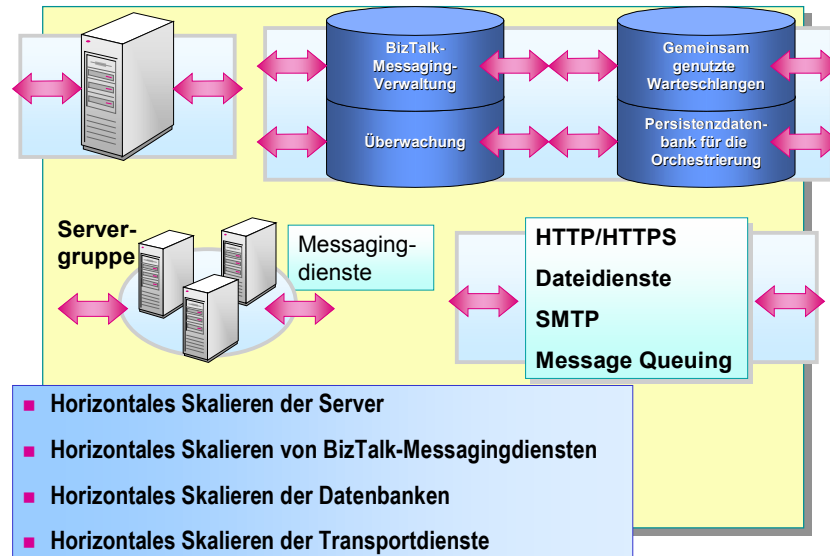 BizTalk-
Messaging-
Verwaltung
Überwachung
Gemeinsam
genutzte
Warteschlangen
Persistenzdaten-
bank für die
Orchestrierung
Server-
gruppe
Messaging-
dienste
HTTP/HTTPS
Dateidienste
SMTP
Message Queuing
Horizontales Skalieren der Server
Horizontales Skalieren von BizTalk-Messagingdiensten
Horizontales Skalieren der Datenbanken
Horizontales Skalieren der Transportdienste